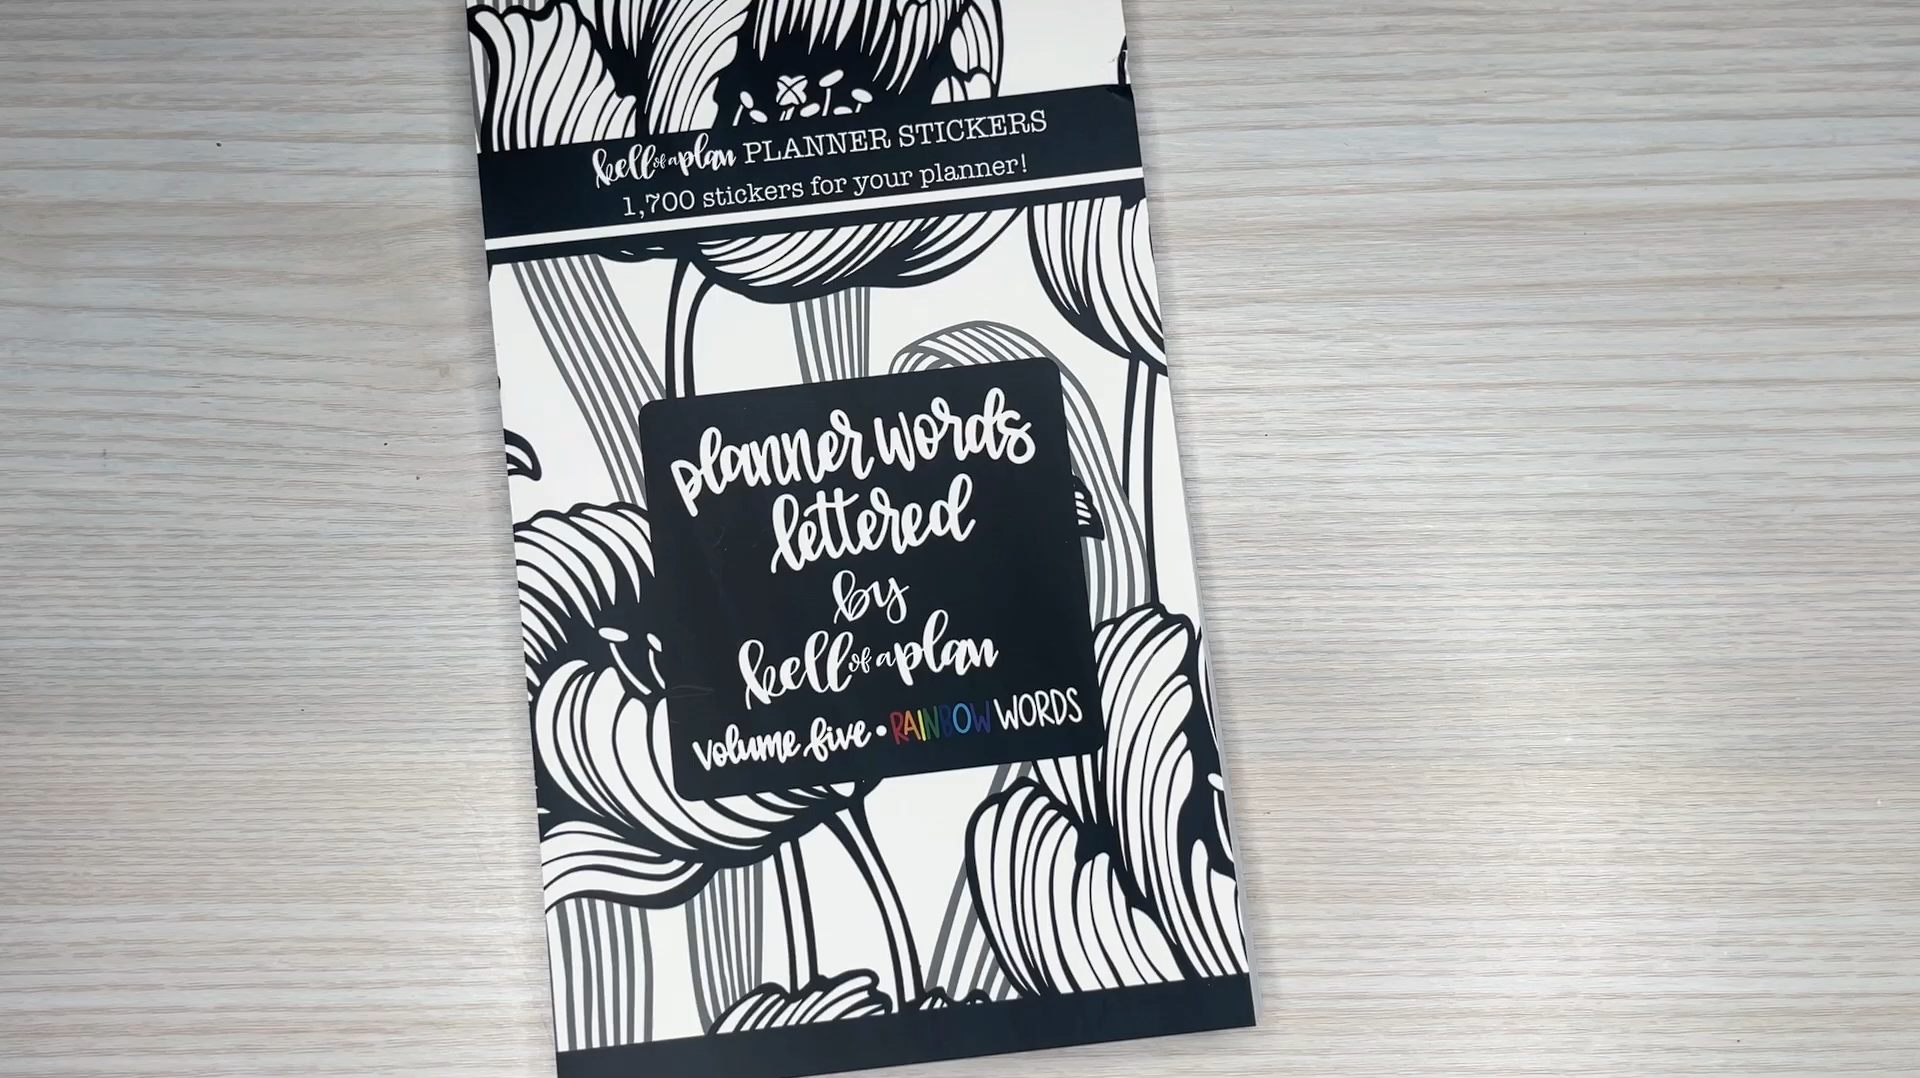 kell of a plan PLANNER STICKERS
1,700 stickers for your planner!
planner words
lettered
by
kell of a plan
volume five • RAINBOW WORDS